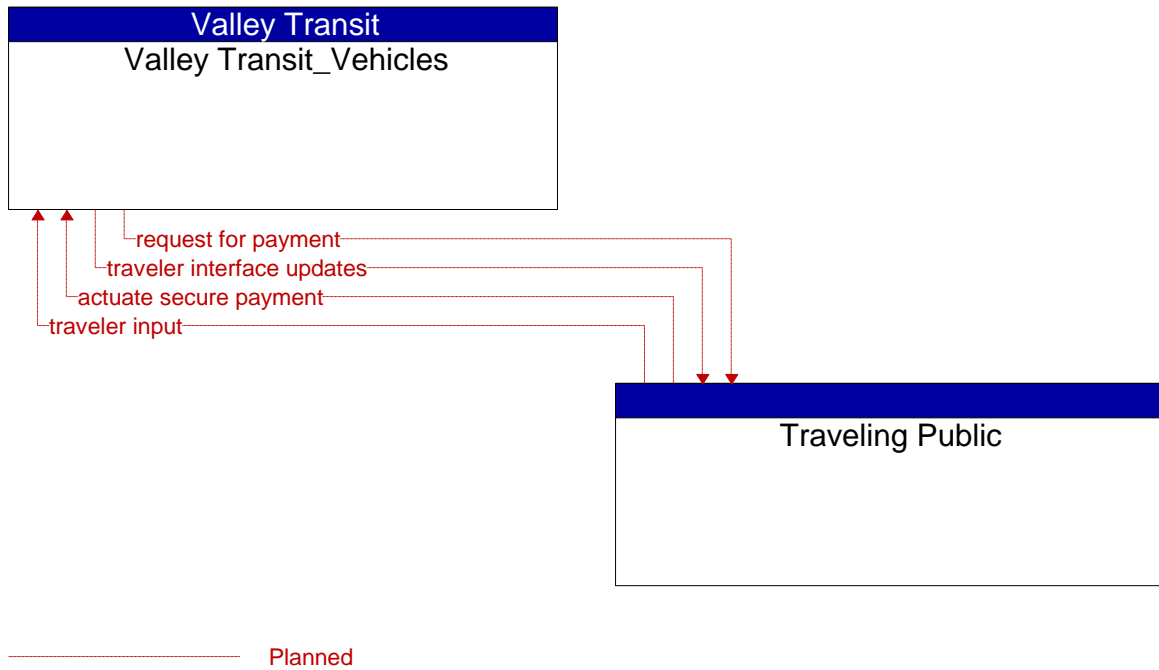 Valley Transit
Valley Transit_Vehicles
request for payment
traveler interface updates
actuate secure payment
traveler input
Traveling Public
Planned